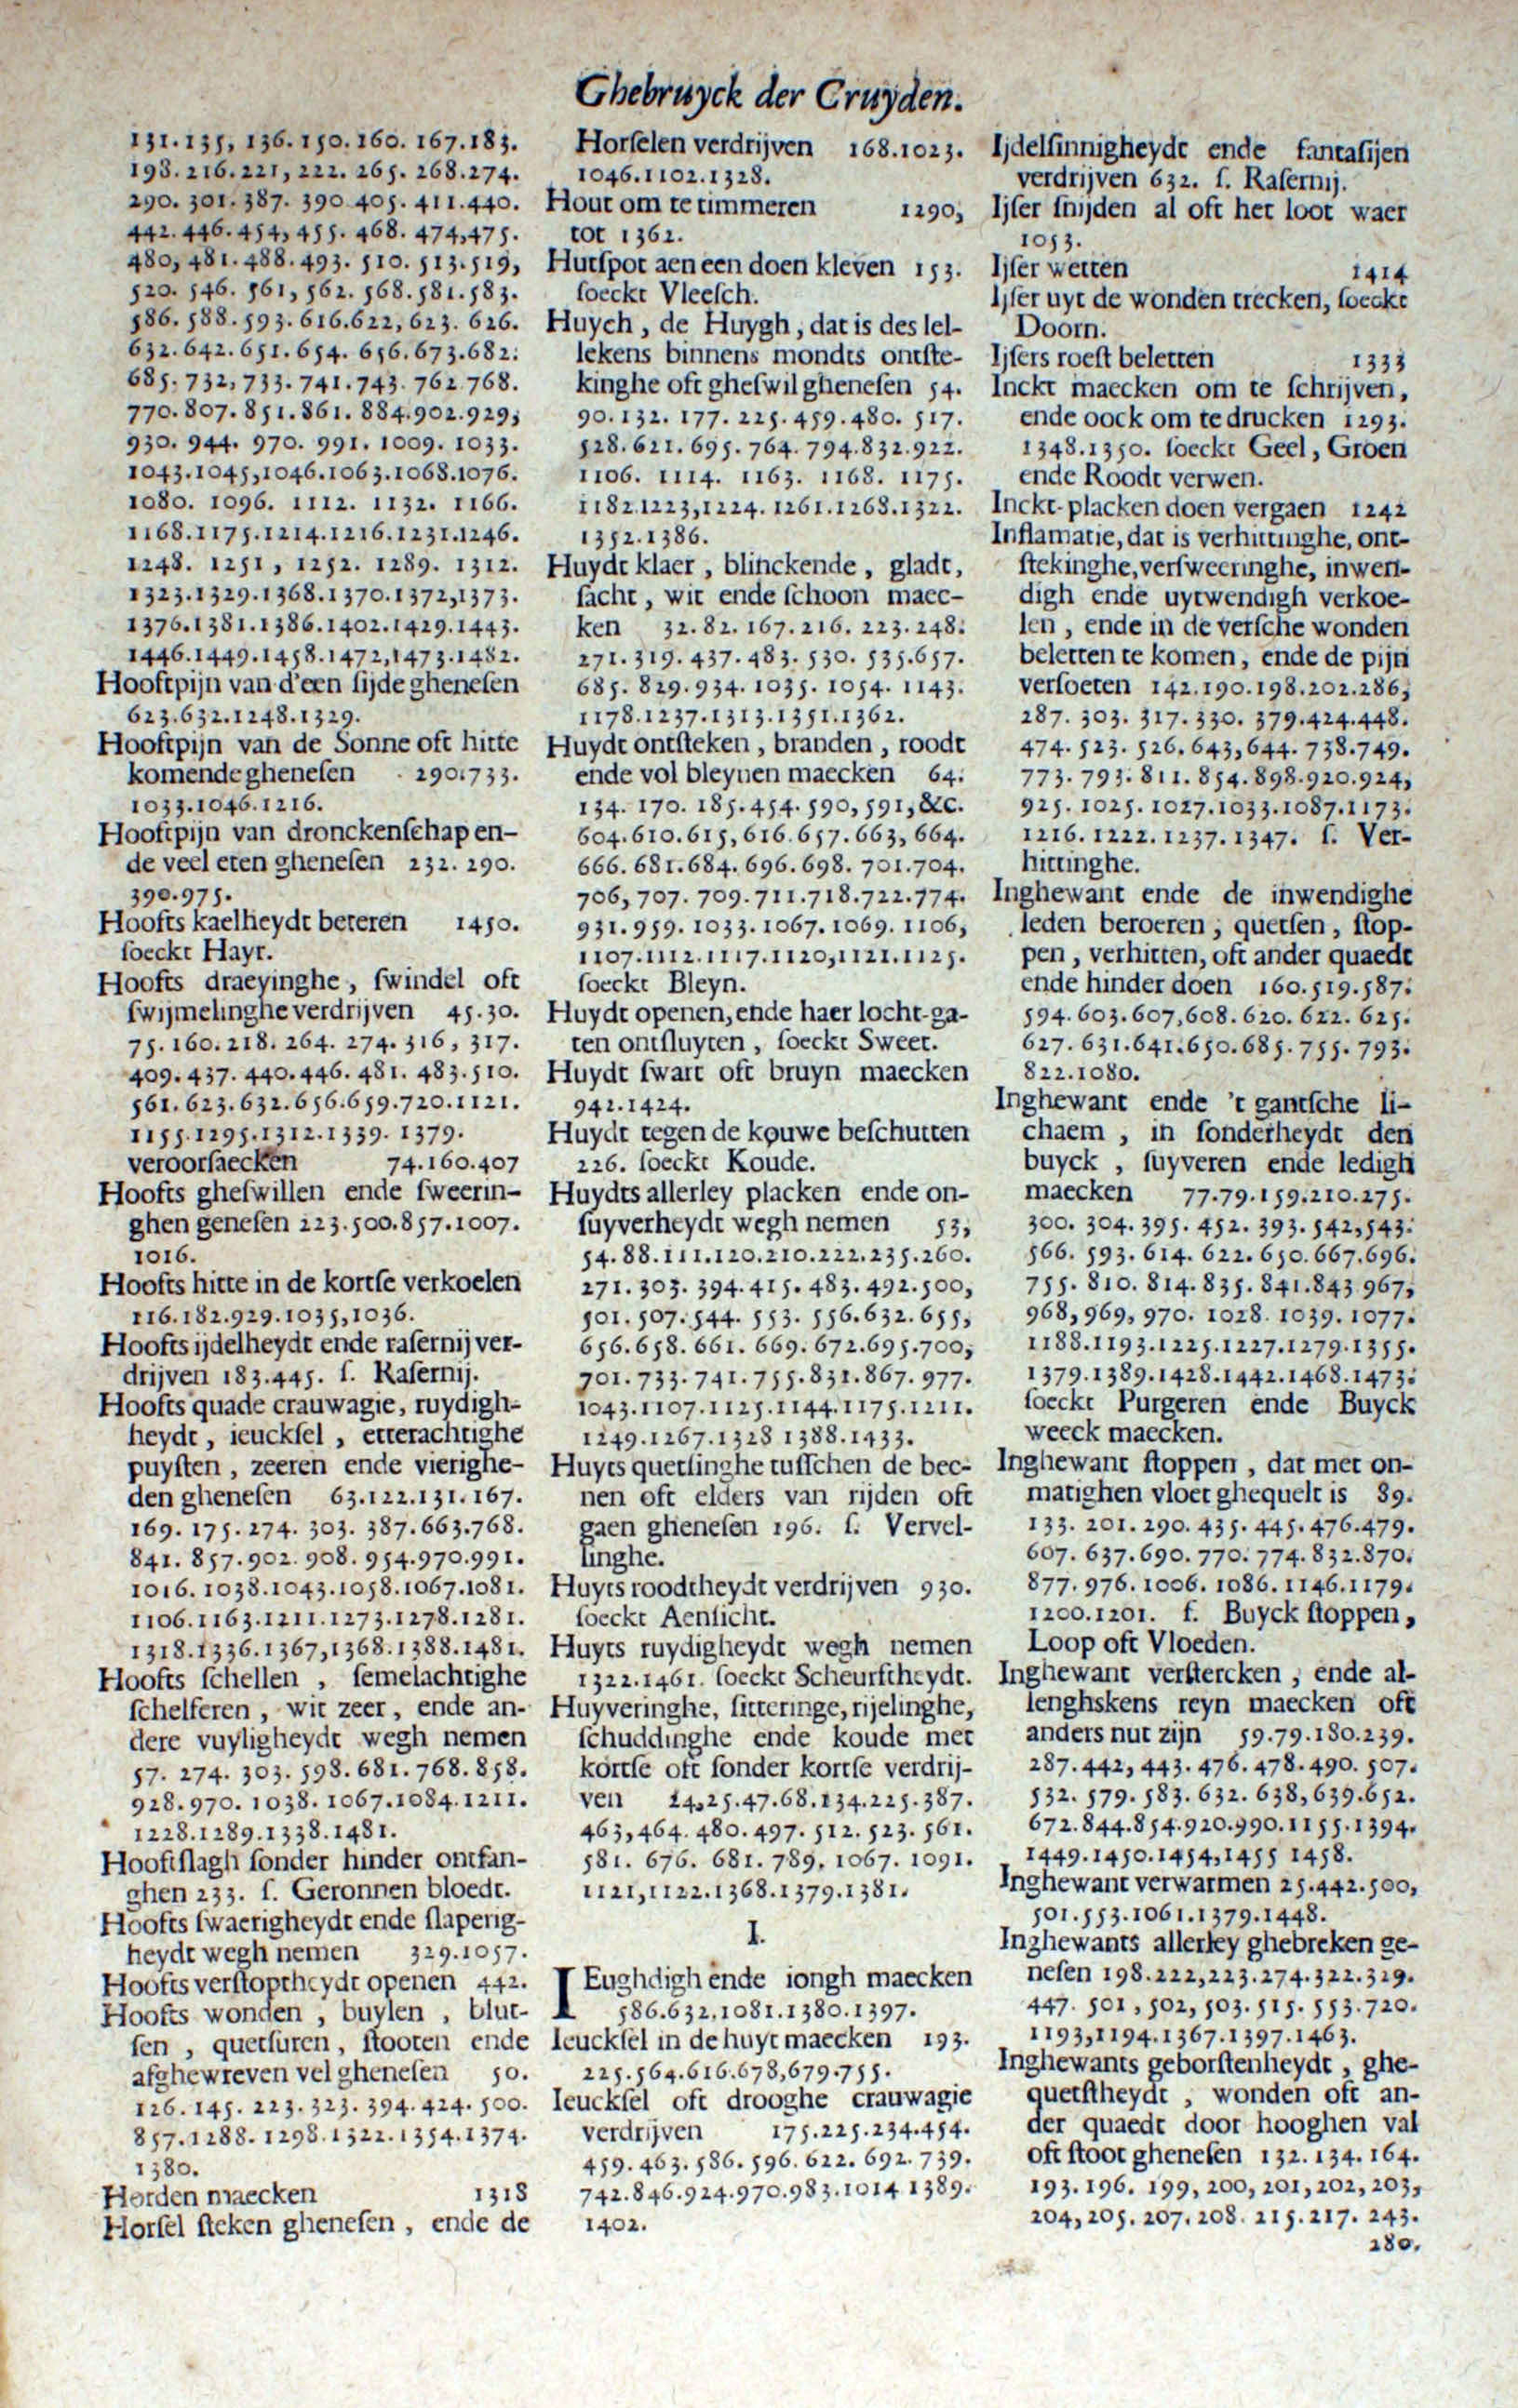 Ghebruyck der Cruyden.
131. 135, 136. 150. 160. 167. 183.
198. 216. 221, 222. 265. 268. 274.
290. 301. 387. 390 405. 411. 440.
442. 446. 454, 455. 468. 474, 475.
480, 481. 488. 493. 510. 513. 519,
520. 546. 561, 562. 568. 581. 583.
586. 588. 593. 616. 622, 623. 626.
632. 642. 651. 654. 656. 673. 682.
685. 732, 733. 741. 743. 762 768.
770. 807. 851. 861. 884. 902. 929,
930. 944. 970. 991. 1009. 1033.
1043. 1045, 1046. 1063. 1068. 1076.
1080. 1096. 1112. 1132. 1166.
1168. 1175. 1214. 1216. 1231. 1246.
1248. 1251, 1252. 1289. 1312.
1323. 1329. 1368. 1370. 1372, 1373.
1376. 1381. 1386. 1402. 1429. 1443.
1446. 1449. 1458. 1472, 1473. 1482.
Hooftpijn van d'een sijde ghenesen
623. 632. 1248. 1329.
Hooftpijn van de Sonne oft hitte
komende ghenesen 290. 733.
1033. 1046. 1216.
Hooftpijn van dronckenschap en-
de veel eten ghenesen 232. 290.
390. 975.
Hoofts kaelheydt beteren 1450.
soeckt Hayr.
Hoofts draeyinghe, swindel oft
swijmelinghe verdrijven 45. 30.
75. 160. 218. 264. 274. 316, 317.
409. 437. 440. 446. 481. 483. 510.
561. 623. 632. 656. 659. 720. 1121.
1155. 1295. 1312. 1339. 1379.
veroorsaecken 74. 160. 407
Hoofts gheswillen ende sweerin-
ghen genesen 223. 500. 857. 1007.
1016.
Hoofts hitte in de kortse verkoelen
116. 182. 929. 1035, 1036.
Hoofts ijdelheydt ende rasernij ver-
drijven 183. 445. s. Rasernij.
Hoofts quade crauwagie, ruydigh-
heydt, ieucksel, etterachtighe
puysten, zeeren ende vierighe-
den ghenesen 63. 122. 131. 167.
169. 175. 274. 303. 387. 663. 768.
841. 857. 902. 908. 954. 970. 991.
1016. 1038. 1043. 1058. 1067. 1081.
1106. 1163. 1211. 1273. 1278. 1281.
1318. 1336. 1367, 1368. 1388. 1481.
Hoofts schellen, semelachtighe
schelferen, wit zeer, ende an-
dere vuyligheydt wegh nemen
57. 274. 303. 598. 681. 768. 858.
928. 970. 1038. 1067. 1084. 1211.
1228. 1289. 1338. 1481.
Hooftslagh sonder hinder ontfan-
ghen 233. s. Geronnen bloedt.
Hoofts swaerigheydt ende slaperig-
heydt wegh nemen 329. 1057.
Hoofts verstoptheydt openen 442.
Hoofts wonden, buylen, blut-
sen, quetsuren, stooten ende
afghewreven vel ghenesen 50.
126. 145. 223. 323. 394. 424. 500.
857. 1288. 1298. 1322. 1354. 1374.
1380.
Horden maecken 1318
Horsel steken ghenesen, ende de
Horselen verdrijven 168. 1023.
1046. 1102. 1328.
Hout om te timmeren 1290,
tot 1362.
Hutspot aen een doen kleven 153.
soeckt Vleesch.
Huych, de Huygh, dat is des lel-
lekens binnens mondts ontste-
kinghe oft gheswil ghenesen 54.
90. 132. 177. 225. 459. 480. 517.
528. 621. 695. 764. 794. 832. 922.
1106. 1114. 1163. 1168. 1175.
1182 1223, 1224. 1261. 1268. 1322.
1352. 1386.
Huydt klaer, blinckende, gladt,
sacht, wit ende schoon maec-
ken 32. 82. 167. 216. 223. 248.
271. 319. 437. 483. 530. 535. 657.
685. 829. 934. 1035. 1054. 1143.
1178. 1237. 1313. 1351. 1362.
Huydt ontsteken, branden, roodt
ende vol bleynen maecken 64.
134. 170. 185. 454. 590, 591, &c.
604. 610. 615, 616. 657. 663, 664.
666. 681. 684. 696. 698. 701. 704.
706, 707. 709. 711. 718. 722. 774.
931. 959. 1033. 1067. 1069. 1106,
1107. 1112. 1117. 1120, 1121. 1125.
soeckt Bleyn.
Huydt openen, ende haer locht-ga-
ten ontsluyten, soeckt Sweet.
Huydt swart oft bruyn maecken
942. 1424.
Huydt tegen de kouwe beschutten
226. soeckt Koude.
Huydts allerley placken ende on-
suyverheydt wegh nemen 53,
54. 88. 111. 120. 210. 222. 235. 260.
271. 303. 394. 415. 483. 492. 500,
501. 507. 544. 553. 556. 632. 655,
656. 658. 661. 669. 672. 695. 700,
701. 733. 741. 755. 831. 867. 977.
1043. 1107. 1125. 1144. 1175. 1211.
1249. 1267. 1328 1388. 1433.
Huyts quetsinghe tusschen de bee-
nen oft elders van rijden oft
gaen ghenesen 196. s. Vervel-
linghe.
Huyts roodtheydt verdrijven 930.
soeckt Aensicht.
Huyts ruydigheydt wegh nemen
1322. 1461. soeckt Scheurftheydt.
Huyveringhe, sitteringe, rijelinghe,
schuddinghe ende koude met
kortse oft sonder kortse verdrij-
ven 24, 25. 47. 68. 134. 225. 387.
463, 464. 480. 497. 512. 523. 561.
581. 676. 681. 789. 1067. 1091.
1121, 1122. 1368. 1379. 1381.
I.
IEughdigh ende iongh maecken
586. 632. 1081. 1380. 1397.
Ieucksel in de huyt maecken 193.
225. 564. 616. 678, 679. 755.
Ieucksel oft drooghe crauwagie
verdrijven 175. 225. 234. 454.
459. 463. 586. 596. 622. 692. 739.
742. 846. 924. 970. 983. 1014 1389.
1402.
Ijdelsinnigheydt ende fantasijen
verdrijven 632. s. Rasernij.
Ijser snijden al oft het loot waer
1053.
Ijser wetten 1414
Ijser uyt de wonden trecken, soeckt
Doorn.
Ijsers roest beletten 1333
Inckt maecken om te schrijven,
ende oock om te drucken 1293.
1348. 1350. soeckt Geel, Groen
ende Roodt verwen.
Inckt-placken doen vergaen 1242
Inflamatie, dat is verhittinghe, ont-
stekinghe, versweeringhe, inwen-
digh ende uytwendigh verkoe-
len, ende in de versche wonden
beletten te komen, ende de pijn
versoeten 142. 190. 198. 202. 286,
287. 303. 317. 330. 379. 424. 448.
474. 523. 526. 643, 644. 738. 749.
773. 793. 811. 854. 898. 920. 924,
925. 1025. 1027. 1033. 1087. 1173.
1216. 1222. 1237. 1347. s. Ver-
hittinghe.
Inghewant ende de inwendighe
leden beroeren, quetsen, stop-
pen, verhitten, oft ander quaedt
ende hinder doen 160. 519. 587.
594. 603. 607, 608. 620. 622. 625.
627. 631. 641. 650. 685. 755. 793.
822. 1080.
Inghewant ende 't gantsche li-
chaem, in sonderheydt den
buyck, suyveren ende ledigh
maecken 77. 79. 159. 210. 275.
300. 304. 395. 452. 393. 542, 543.
566. 593. 614. 622. 650. 667. 696.
755. 810. 814. 835. 841. 843 967,
968, 969, 970. 1028. 1039. 1077.
1188. 1193. 1225. 1227. 1279. 1355.
1379. 1389. 1428. 1442. 1468. 1473.
soeckt Purgeren ende Buyck
weeck maecken.
Inghewant stoppen, dat met on-
matighen vloet ghequelt is 89.
133. 201. 290. 435. 445. 476. 479.
607. 637. 690. 770. 774. 832. 870.
877. 976. 1006. 1086. 1146. 1179.
1200. 1201. s. Buyck stoppen,
Loop oft Vloeden.
Inghewant verstercken, ende al-
lenghskens reyn maecken oft
anders nut zijn 59. 79. 180. 239.
287. 442, 443. 476. 478. 490. 507.
532. 579. 583. 632. 638, 639. 652.
672. 844. 854. 920. 990. 1155. 1394.
1449. 1450. 1454, 1455 1458.
Inghewant verwarmen 25. 442. 500,
501. 553. 1061. 1379. 1448.
Inghewants allerley ghebreken ge-
nesen 198. 222, 223. 274. 322. 329.
447. 501, 502, 503. 515. 553. 720.
1193, 1194. 1367. 1397. 1463.
Inghewants geborstenheydt, ghe-
quetstheydt, wonden oft an-
der quaedt door hooghen val
oft stoot ghenesen 132. 134. 164.
193. 196. 199, 200, 201, 202, 203,
204, 205. 207. 208. 215. 217. 243.
280.